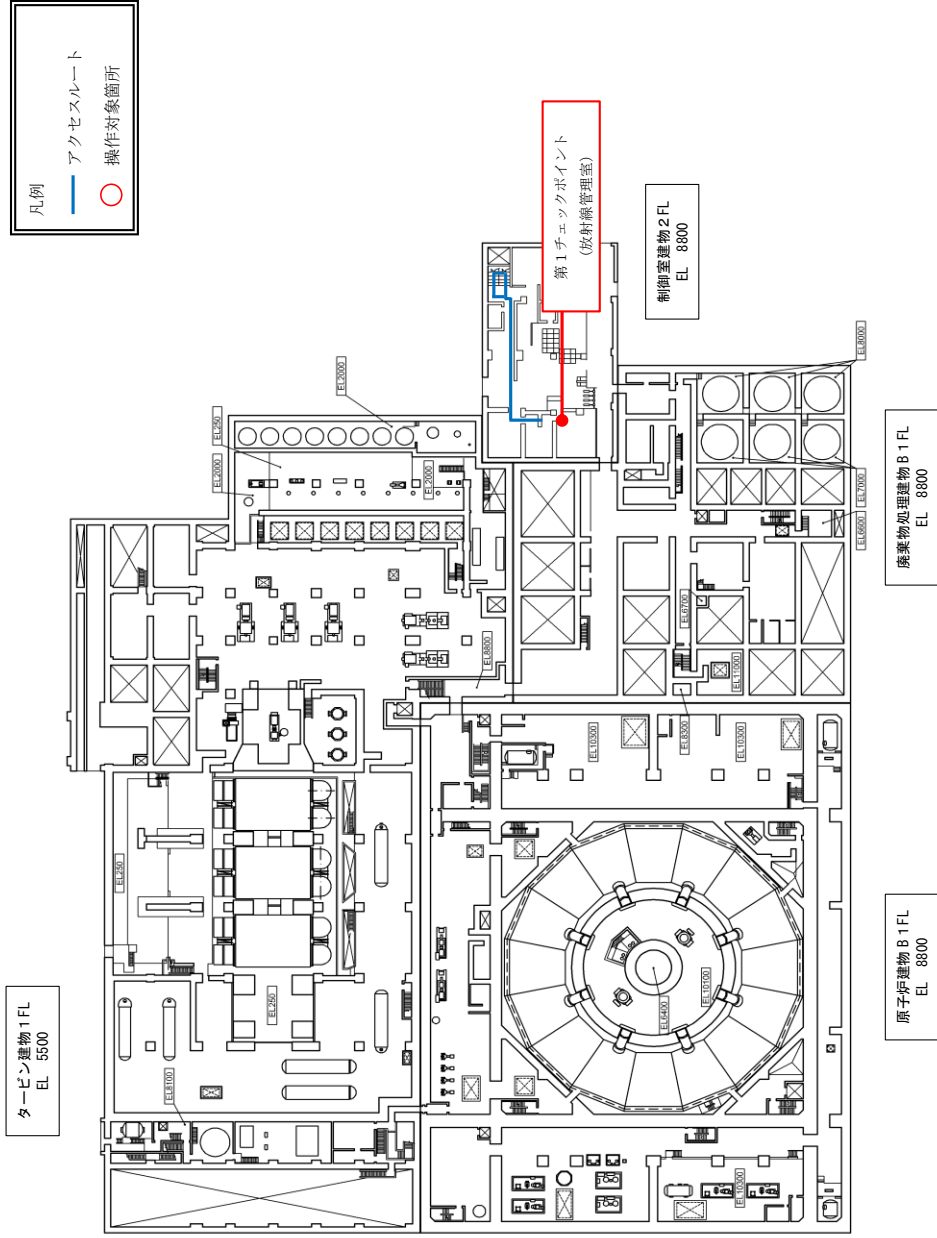 凡例
アクセスルート
操作対象箇所
第1チェックポイント
(放射線管理室)
制御室建物2FL
EL 8800
EL2000
EL250
EL2000
EL2000
EL8000
EL7000
EL6600
廃棄物処理建物B1FL
EL 8800
EL6700
EL8800
EL11000
EL8300
EL10300
EL10300
EL250
EL250
タービン建物1FL
EL 5500
EL8100
EL10100
EL6400
EL10300
原子炉建物B1FL
EL 8800